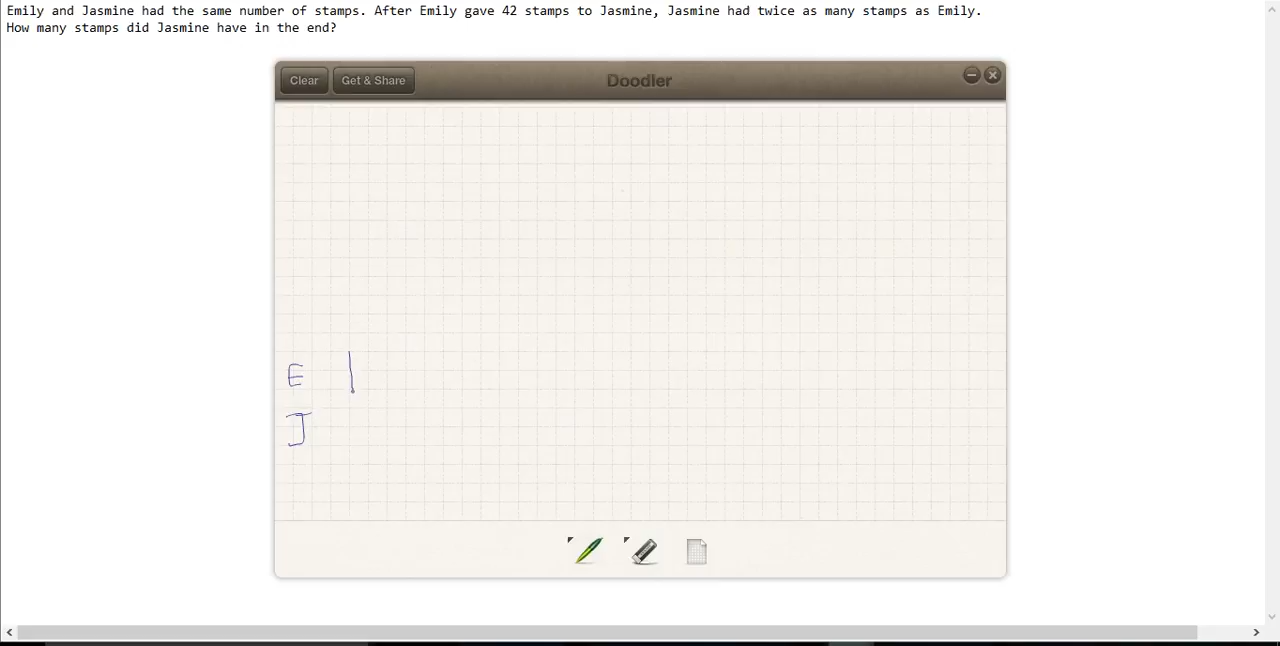 Emily and Jasmine had the same number of stamps. After Emily gave 42 stamps to Jasmine, Jasmine had twice as many stamps as Emily.
How many stamps did Jasmine have in the end?
Clear Get & Share Doodler
E
J